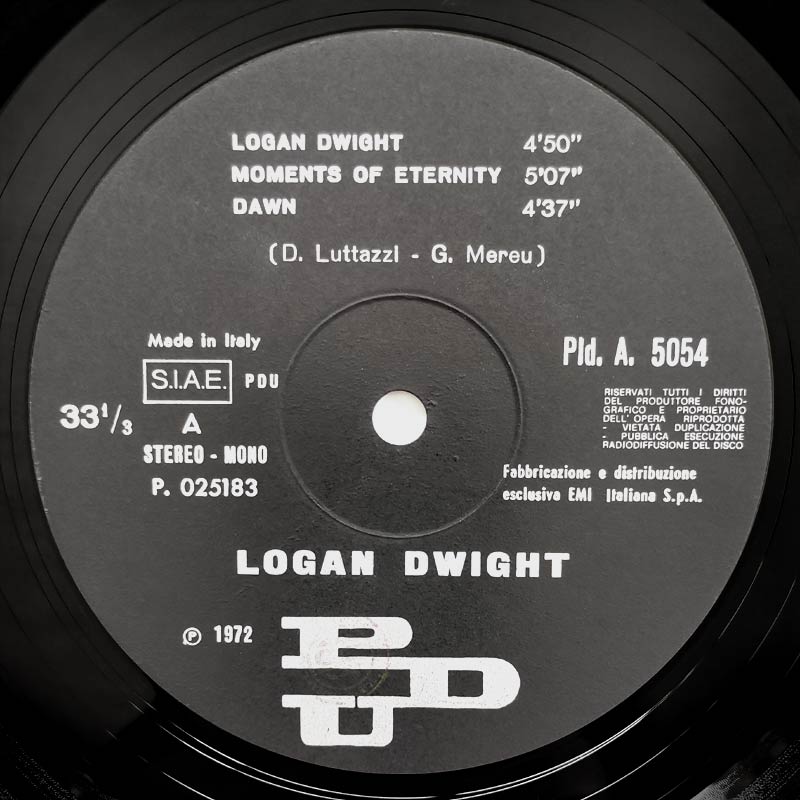 LOGAN DWIGHT 4'50"
MOMENTS OF ETERNITY 5'07"
DAWN 4'37"
(D. Luttazzi - G. Mereu)
Made in Italy
S.I.A.E. PDU
33 1/3 A
STEREO - MONO
P. 025183
Pld. A. 5054
RISERVATI TUTTI I DIRITTI
DEL PRODUTTORE FONO-
GRAFICO E PROPRIETARIO
DELL'OPERA RIPRODOTTA
- VIETATA DUPLICAZIONE
- PUBBLICA ESECUZIONE
RADIODIFFUSIONE DEL DISCO
Fabbricazione e distribuzione
esclusiva EMI Italiana S.p.A.
LOGAN DWIGHT
℗ 1972
PDU